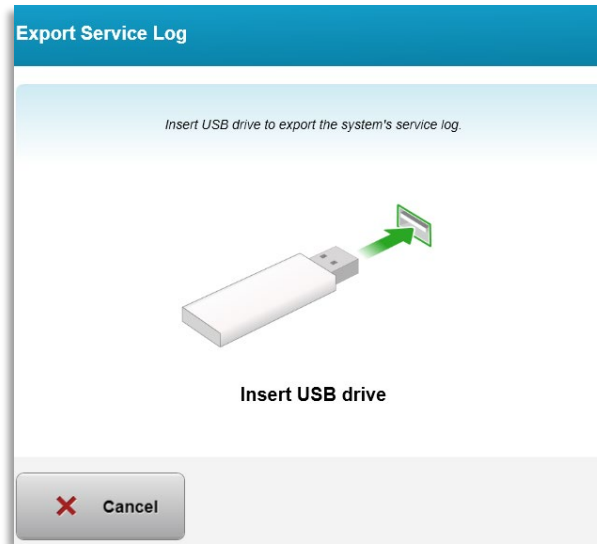 Export Service Log
Insert USB drive to export the system's service log.
Insert USB drive
Cancel